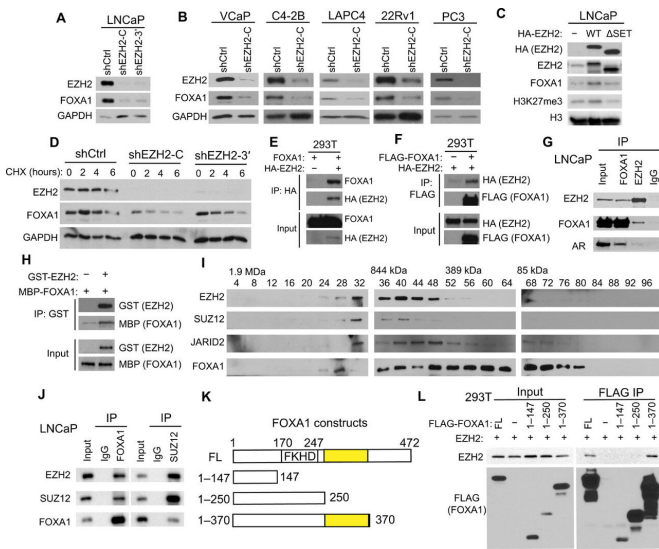 A
LNCaP
shCtrl
shEZH2-C
shEZH2-3′
EZH2
FOXA1
GAPDH
B
VCaP C4-2B LAPC4 22Rv1 PC3
shCtrl shEZH2-C shCtrl shEZH2-C shCtrl shEZH2-C shCtrl shEZH2-C shCtrl shEZH2-C
EZH2
FOXA1
GAPDH
C
LNCaP
HA-EZH2: – WT ΔSET
HA (EZH2)
EZH2
FOXA1
H3K27me3
H3
D
shCtrl shEZH2-C shEZH2-3′
CHX (hours) 0 2 4 6 0 2 4 6 0 2 4 6
EZH2
FOXA1
GAPDH
E
293T
FOXA1: + +
HA-EZH2: – +
IP: HA
FOXA1
HA (EZH2)
Input
FOXA1
HA (EZH2)
F
293T
FLAG-FOXA1: – +
HA-EZH2: + +
IP: FLAG
HA (EZH2)
FLAG (FOXA1)
Input
HA (EZH2)
FLAG (FOXA1)
G
IP
LNCaP
Input FOXA1 EZH2 IgG
EZH2
FOXA1
AR
H
GST-EZH2: – +
MBP-FOXA1: + +
IP: GST
GST (EZH2)
MBP (FOXA1)
Input
GST (EZH2)
MBP (FOXA1)
I
1.9 MDa 844 kDa 389 kDa 85 kDa
4 8 12 16 20 24 28 32 36 40 44 48 52 56 60 64 68 72 76 80 84 88 92 96
EZH2
SUZ12
JARID2
FOXA1
J
LNCaP
IP IP
Input IgG FOXA1 Input IgG SUZ12
EZH2
SUZ12
FOXA1
K
FOXA1 constructs
1 170 247 472
FL FKHD
1–147 147
1–250 250
1–370 370
L
293T
Input FLAG IP
FLAG-FOXA1: FL – 1–147 1–250 1–370 FL – 1–147 1–250 1–370
EZH2: + + + + + + + + + +
EZH2
FLAG
(FOXA1)